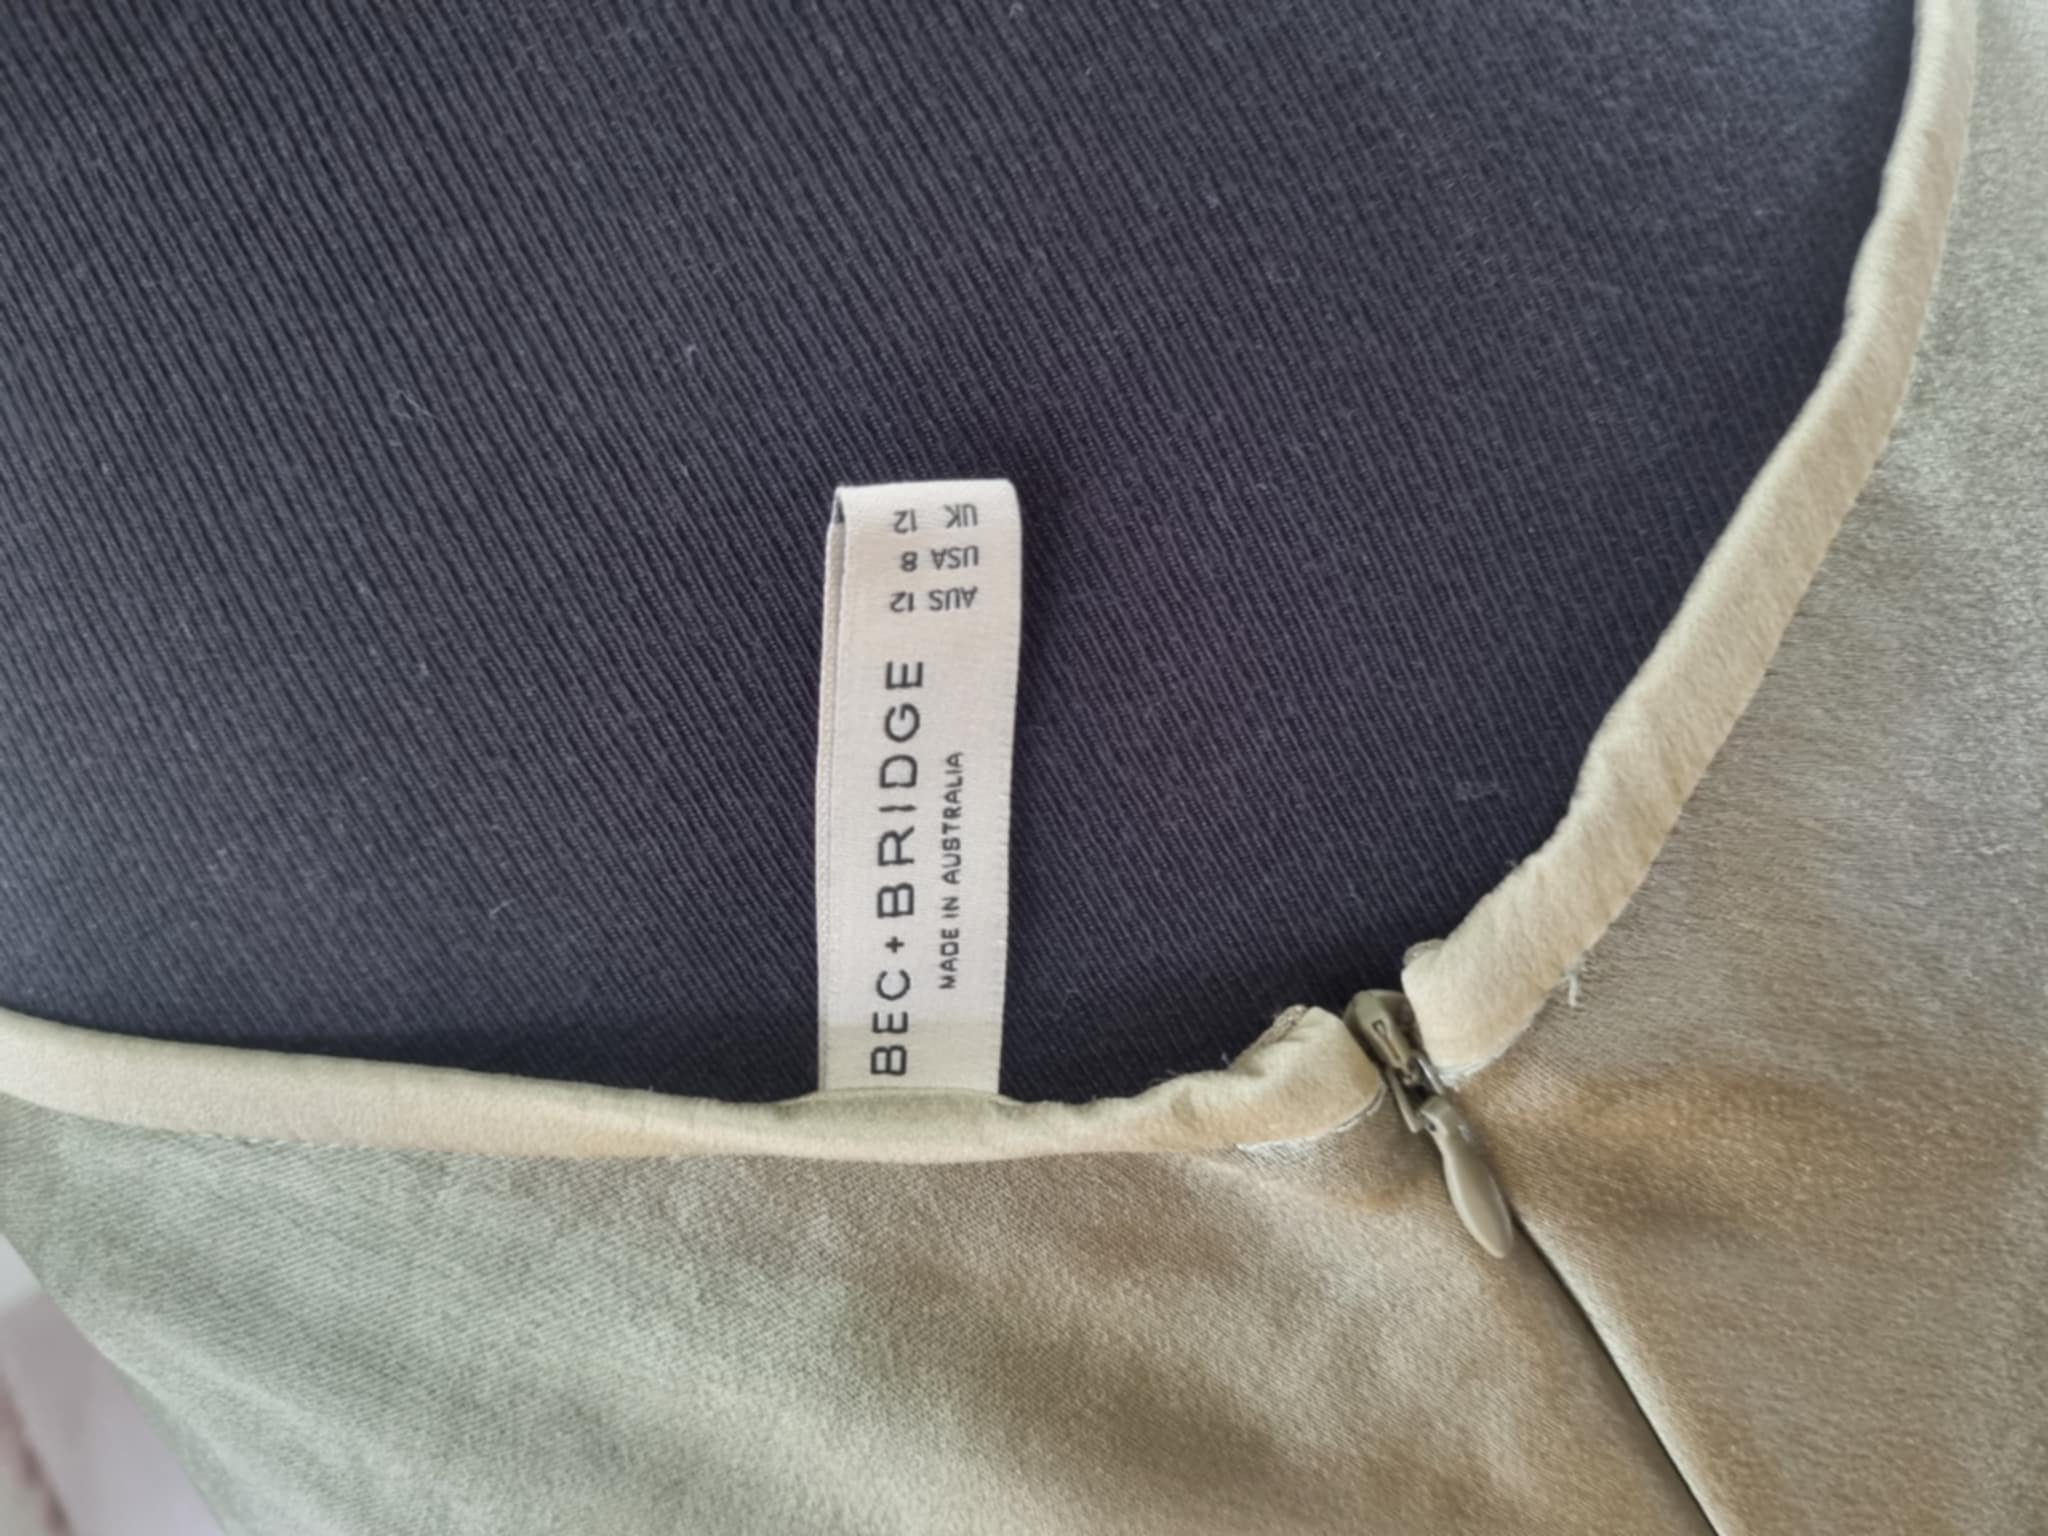 BEC+BRIDGE
MADE IN AUSTRALIA
AUS 12
USA 8
UK 12